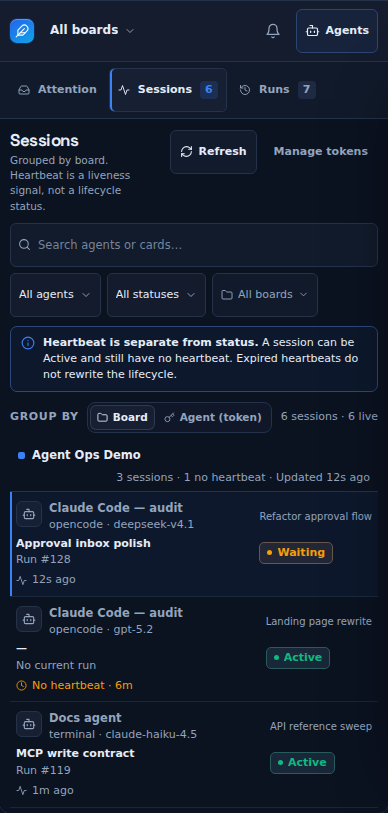 All boards
Agents
Attention
Sessions 6
Runs 7
Sessions
Grouped by board.
Heartbeat is a liveness
signal, not a lifecycle
status.
Refresh
Manage tokens
Search agents or cards...
All agents
All statuses
All boards
Heartbeat is separate from status. A session can be
Active and still have no heartbeat. Expired heartbeats do
not rewrite the lifecycle.
GROUP BY
Board
Agent (token)
6 sessions · 6 live
Agent Ops Demo
3 sessions · 1 no heartbeat · Updated 12s ago
Claude Code — audit
opencode · deepseek-v4.1
Refactor approval flow
Approval inbox polish
Run #128
Waiting
12s ago
Claude Code — audit
opencode · gpt-5.2
Landing page rewrite
—
No current run
Active
No heartbeat · 6m
Docs agent
terminal · claude-haiku-4.5
API reference sweep
MCP write contract
Run #119
Active
1m ago